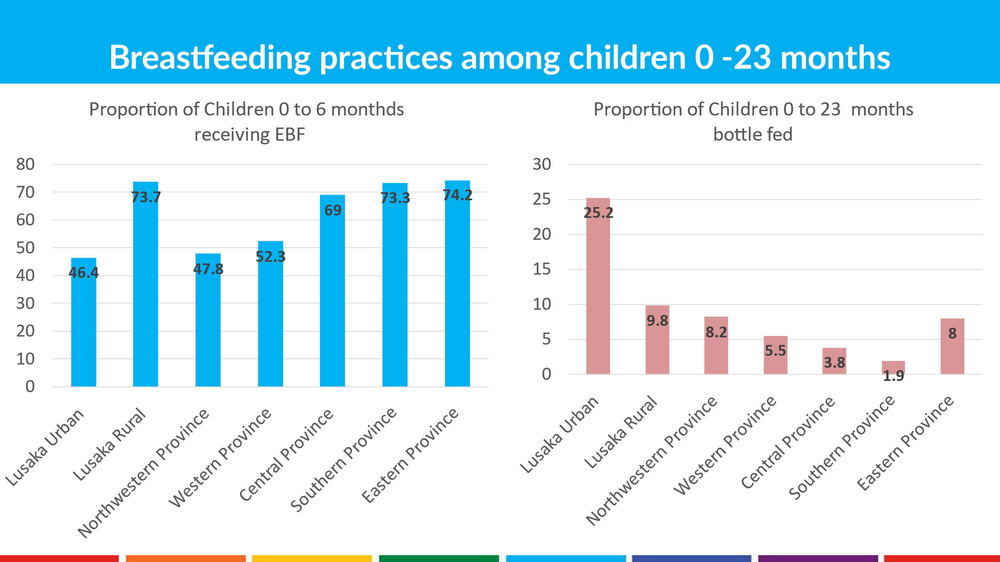 Breastfeeding practices among children 0 -23 months
Proportion of Children 0 to 6 monthds
receiving EBF
80
70
60
50
40
30
20
10
0
46.4
73.7
47.8
52.3
69
73.3
74.2
Lusaka Urban
Lusaka Rural
Northwestern Province
Western Province
Central Province
Southern Province
Eastern Province
Proportion of Children 0 to 23  months
bottle fed
30
25
20
15
10
5
0
25.2
9.8
8.2
5.5
3.8
1.9
8
Lusaka Urban
Lusaka Rural
Northwestern Province
Western Province
Central Province
Southern Province
Eastern Province